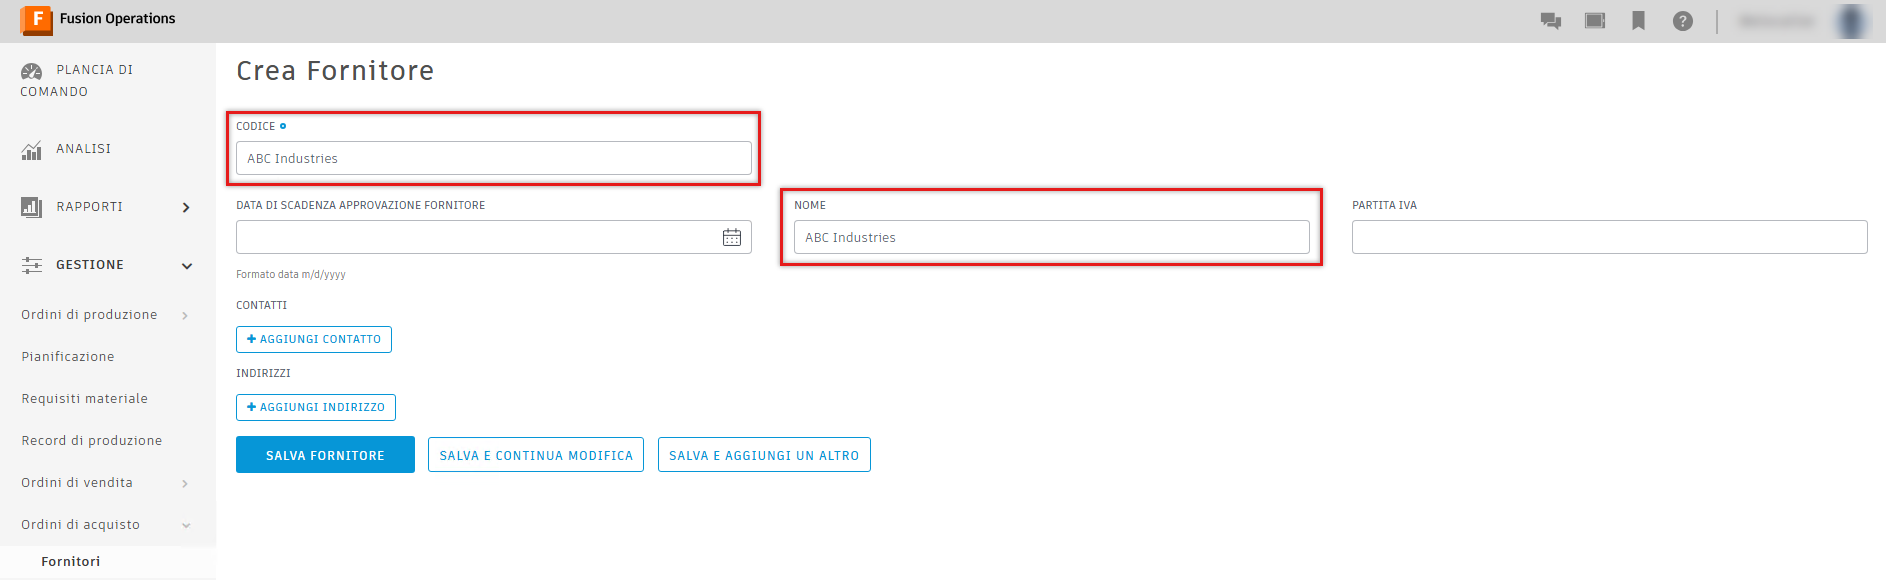 F Fusion Operations
PLANCIA DI
COMANDO
ANALISI
RAPPORTI
GESTIONE
Ordini di produzione
Pianificazione
Requisiti materiale
Record di produzione
Ordini di vendita
Ordini di acquisto
Fornitori
Crea Fornitore
CODICE
ABC Industries
DATA DI SCADENZA APPROVAZIONE FORNITORE
Formato data m/d/yyyy
NOME
ABC Industries
PARTITA IVA
CONTATTI
+ AGGIUNGI CONTATTO
INDIRIZZI
+ AGGIUNGI INDIRIZZO
SALVA FORNITORE
SALVA E CONTINUA MODIFICA
SALVA E AGGIUNGI UN ALTRO